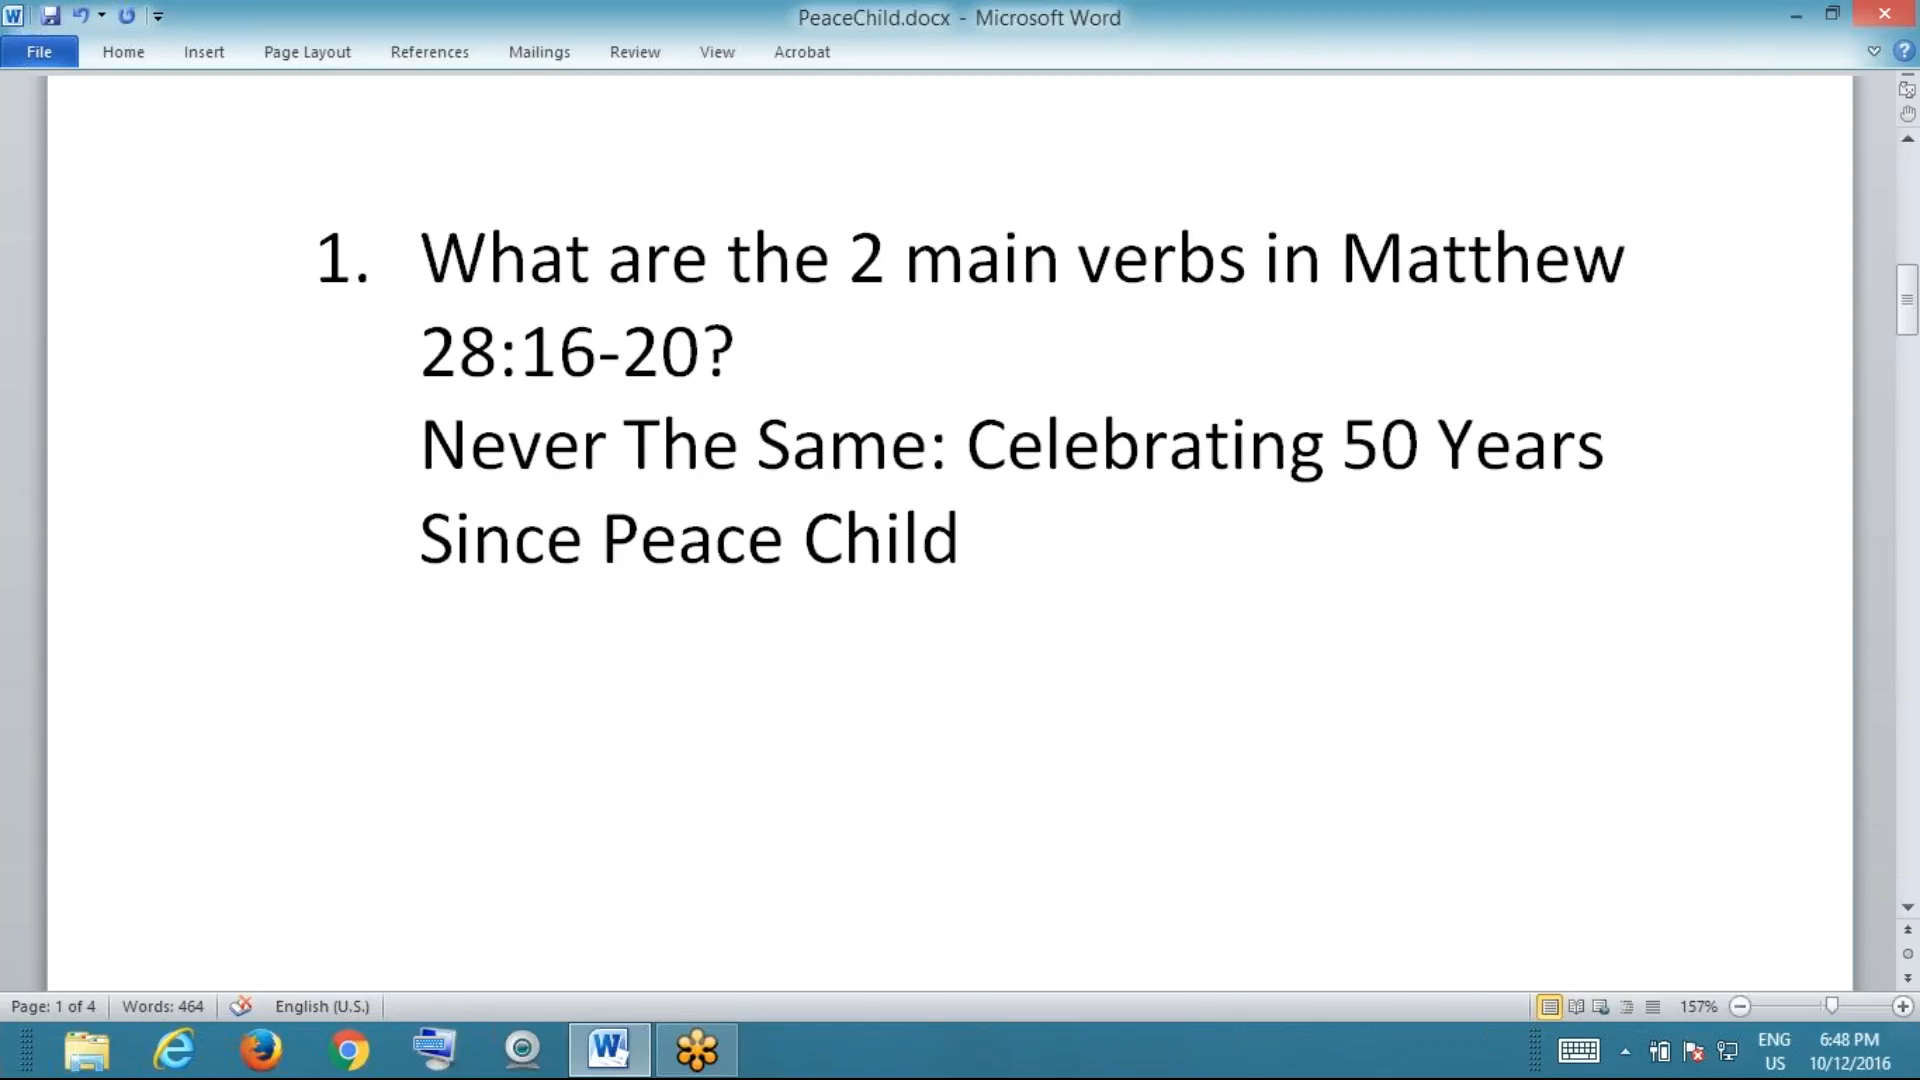 PeaceChild.docx - Microsoft Word
File Home Insert Page Layout References Mailings Review View Acrobat
1. What are the 2 main verbs in Matthew
28:16-20?
Never The Same: Celebrating 50 Years
Since Peace Child
Page: 1 of 4 Words: 464 English (U.S.) 157%
ENG 6:48 PM
US 10/12/2016